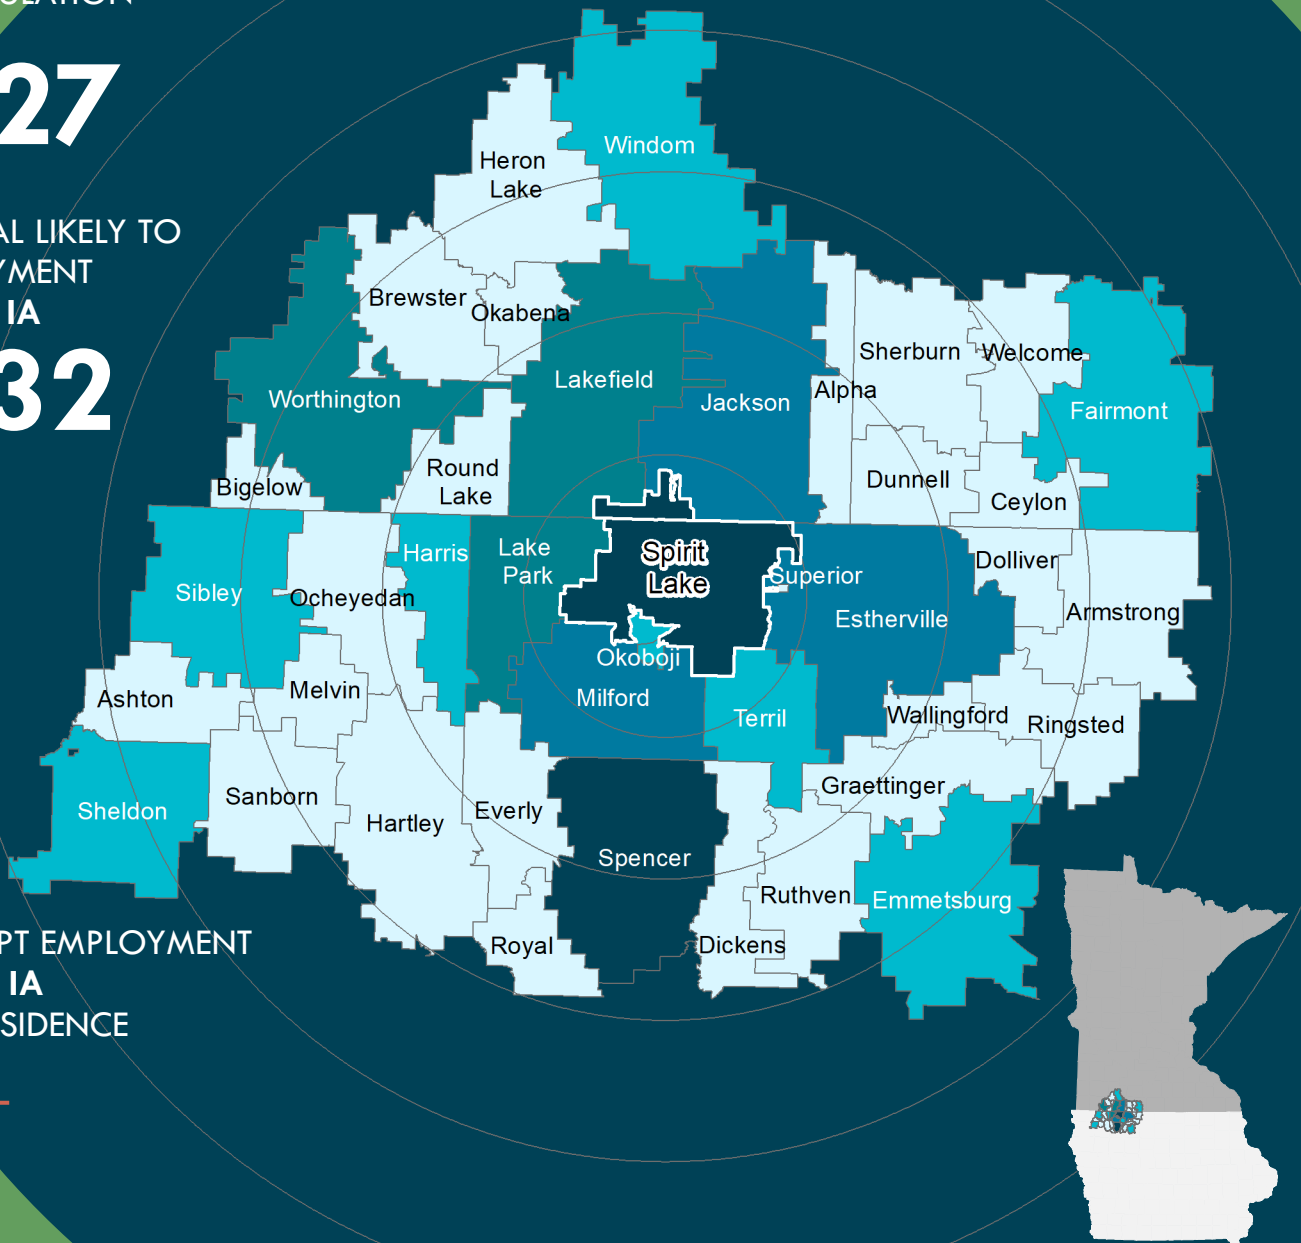 27
AL LIKELY TO
YMENT
IA
32
PT EMPLOYMENT
IA
SIDENCE
Windom
Heron
Lake
Brewster
Okabena
Worthington
Lakefield
Jackson
Alpha
Sherburn
Welcome
Fairmont
Round
Lake
Bigelow
Dunnell
Ceylon
Sibley
Ocheyedan
Harris
Lake
Park
Spirit
Lake
Superior
Estherville
Dolliver
Armstrong
Okoboji
Milford
Terril
Ashton
Melvin
Wallingford
Ringsted
Sheldon
Sanborn
Hartley
Everly
Graettinger
Spencer
Ruthven
Emmetsburg
Royal
Dickens